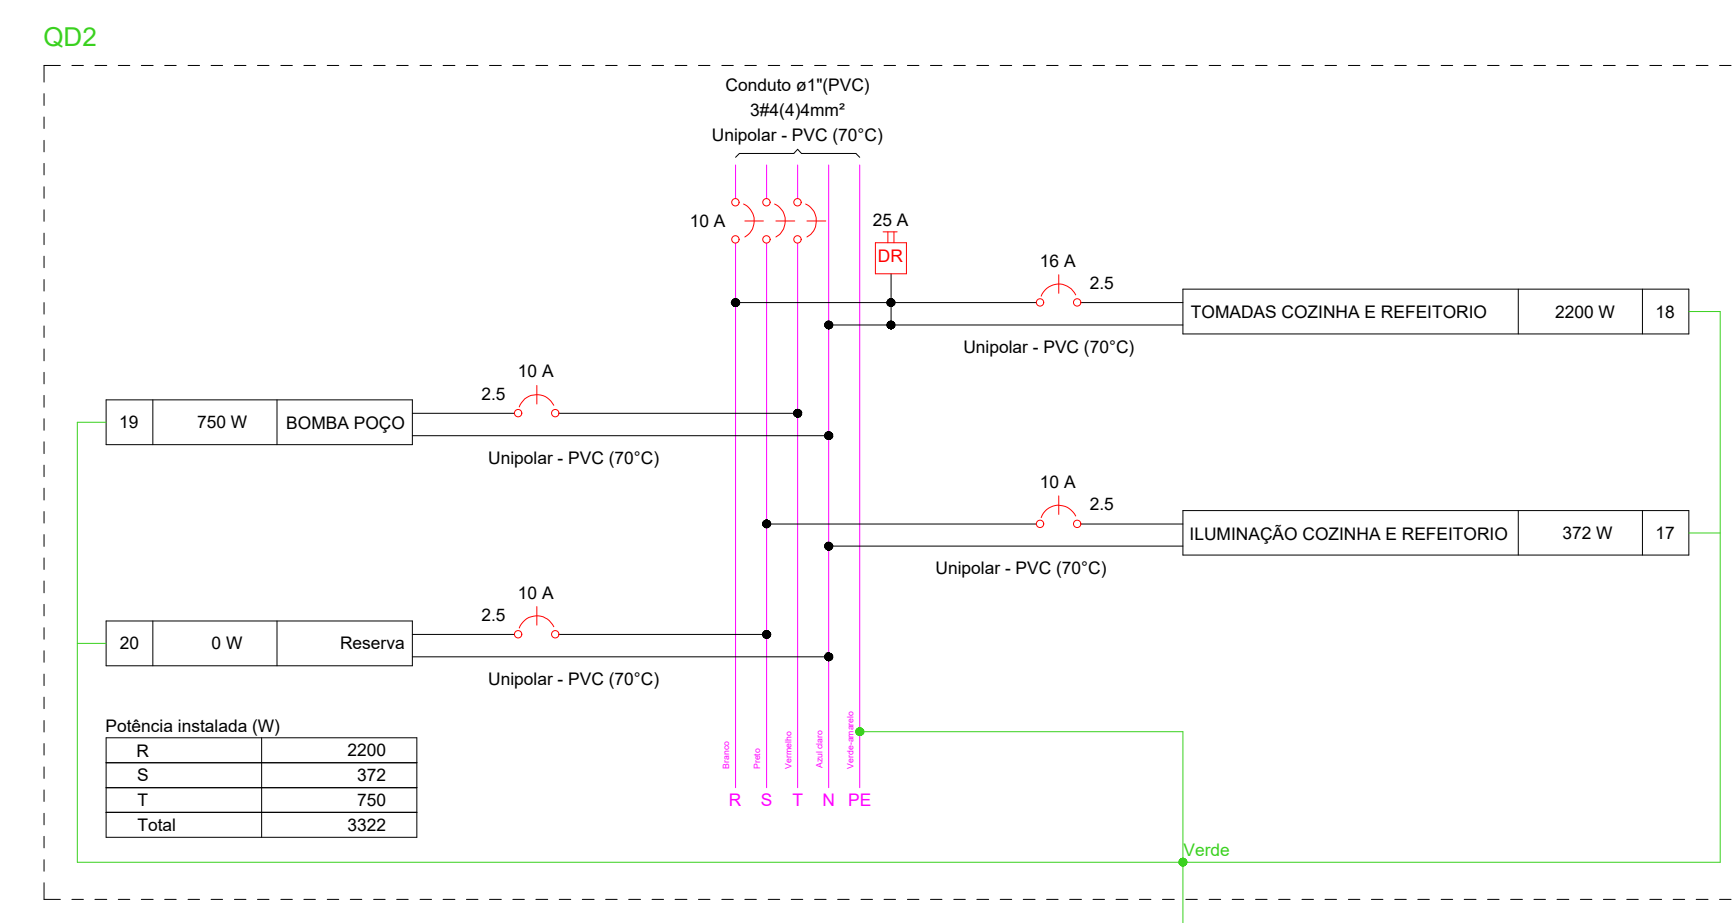 QD2
Conduto ø1"(PVC)
3#4(4)4mm²
Unipolar - PVC (70°C)
10 A
25 A
DR
16 A
2.5
TOMADAS COZINHA E REFEITORIO 2200 W 18
Unipolar - PVC (70°C)
10 A
2.5
19 750 W BOMBA POÇO
Unipolar - PVC (70°C)
10 A
2.5
ILUMINAÇÃO COZINHA E REFEITORIO 372 W 17
Unipolar - PVC (70°C)
10 A
2.5
20 0 W Reserva
Unipolar - PVC (70°C)
Potência instalada (W)
R 2200
S 372
T 750
Total 3322
Branco
Preto
Vermelho
Azul claro
Verde-amarelo
R S T N PE
Verde